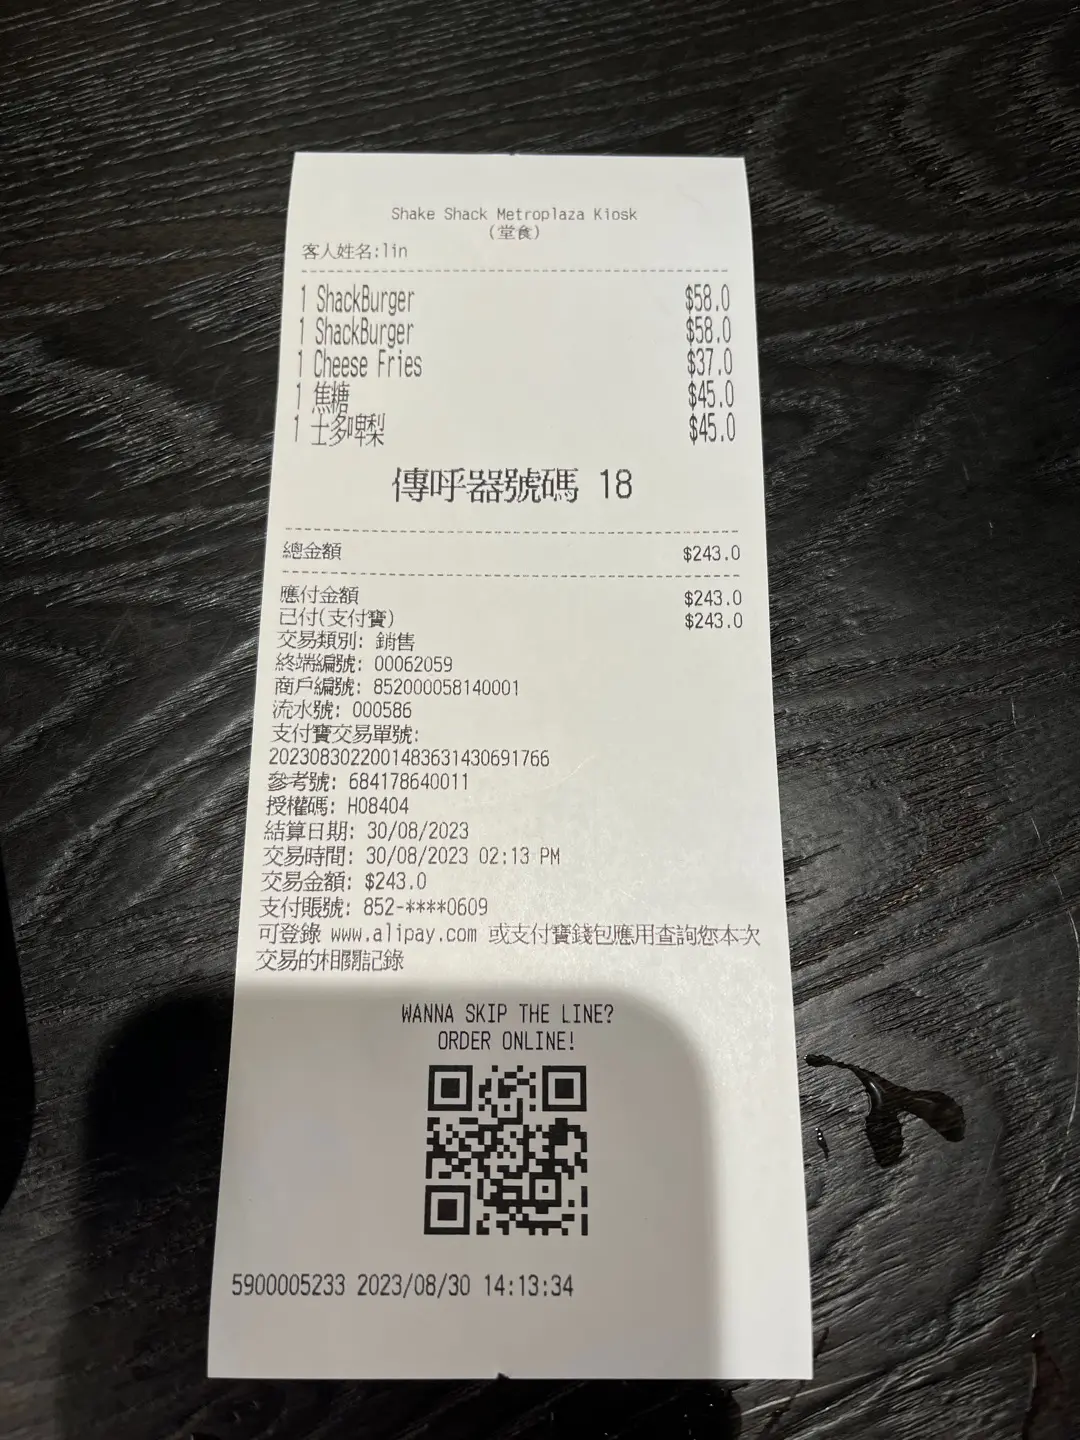 Shake Shack Metroplaza Kiosk
(堂食)
客人姓名:lin
1 ShackBurger $58.0
1 ShackBurger $58.0
1 Cheese Fries $37.0
1 焦糖 $45.0
1 士多啤梨 $45.0
傳呼器號碼 18
總金額 $243.0
應付金額 $243.0
已付(支付寶) $243.0
交易類別: 銷售
終端編號: 00062059
商戶編號: 852000058140001
流水號: 000586
支付寶交易單號:
2023083022001483631430691766
參考號: 684178640011
授權碼: H08404
結算日期: 30/08/2023
交易時間: 30/08/2023 02:13 PM
交易金額: $243.0
支付賬號: 852-****0609
可登錄 www.alipay.com 或支付寶錢包應用查詢您本次
交易的相關記錄
WANNA SKIP THE LINE?
ORDER ONLINE!
5900005233 2023/08/30 14:13:34